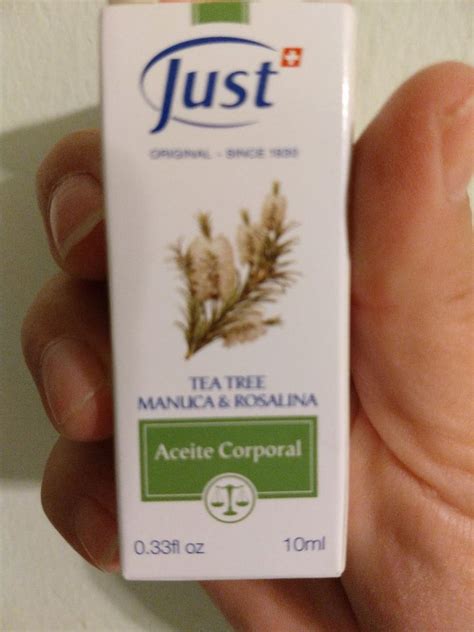 Just
ORIGINAL - SINCE 1930
TEA TREE
MANUCA & ROSALINA
Aceite Corporal
0.33fl oz 10ml